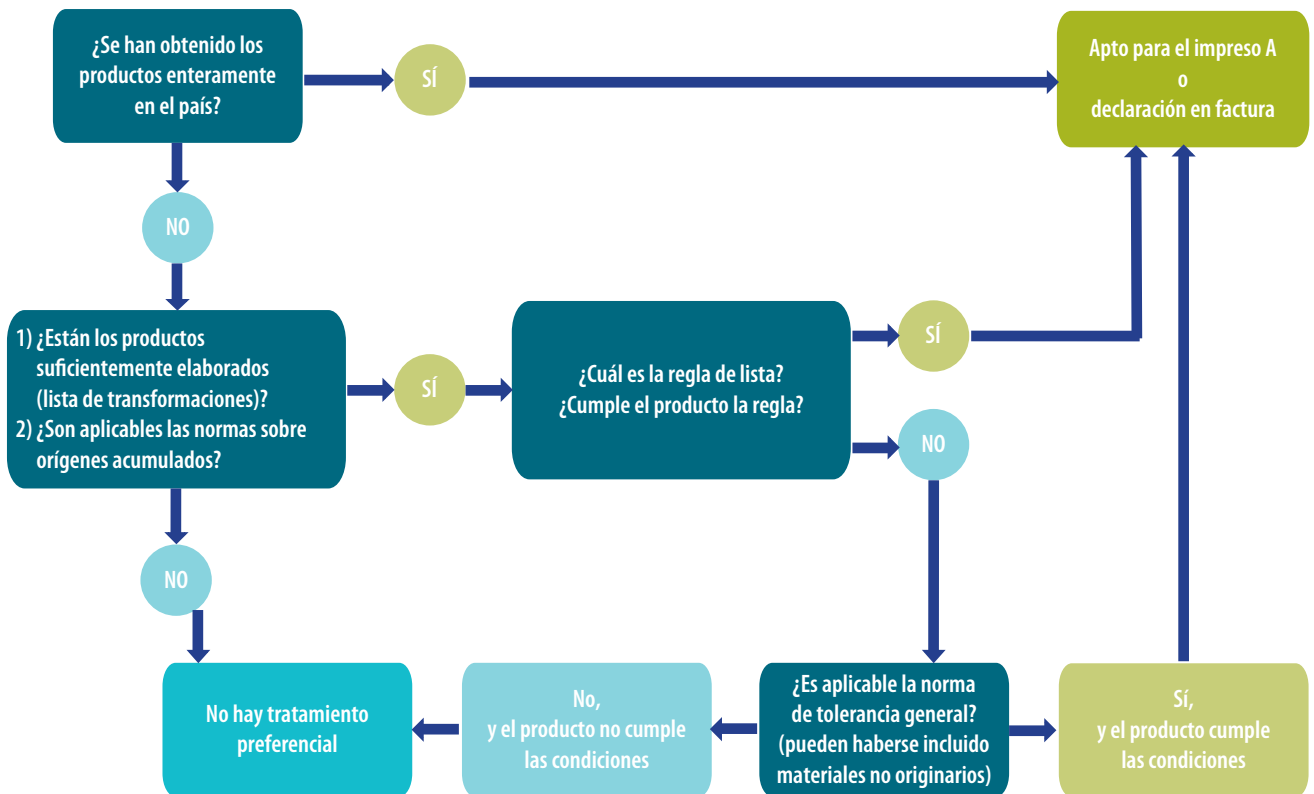 ¿Se han obtenido los
productos enteramente
en el país?
SÍ
Apto para el impreso A
o
declaración en factura
NO
1) ¿Están los productos
suficientemente elaborados
(lista de transformaciones)?
2) ¿Son aplicables las normas sobre
orígenes acumulados?
SÍ
¿Cuál es la regla de lista?
¿Cumple el producto la regla?
SÍ
NO
NO
No hay tratamiento
preferencial
No,
y el producto no cumple
las condiciones
¿Es aplicable la norma
de tolerancia general?
(pueden haberse incluido
materiales no originarios)
Sí,
y el producto cumple
las condiciones